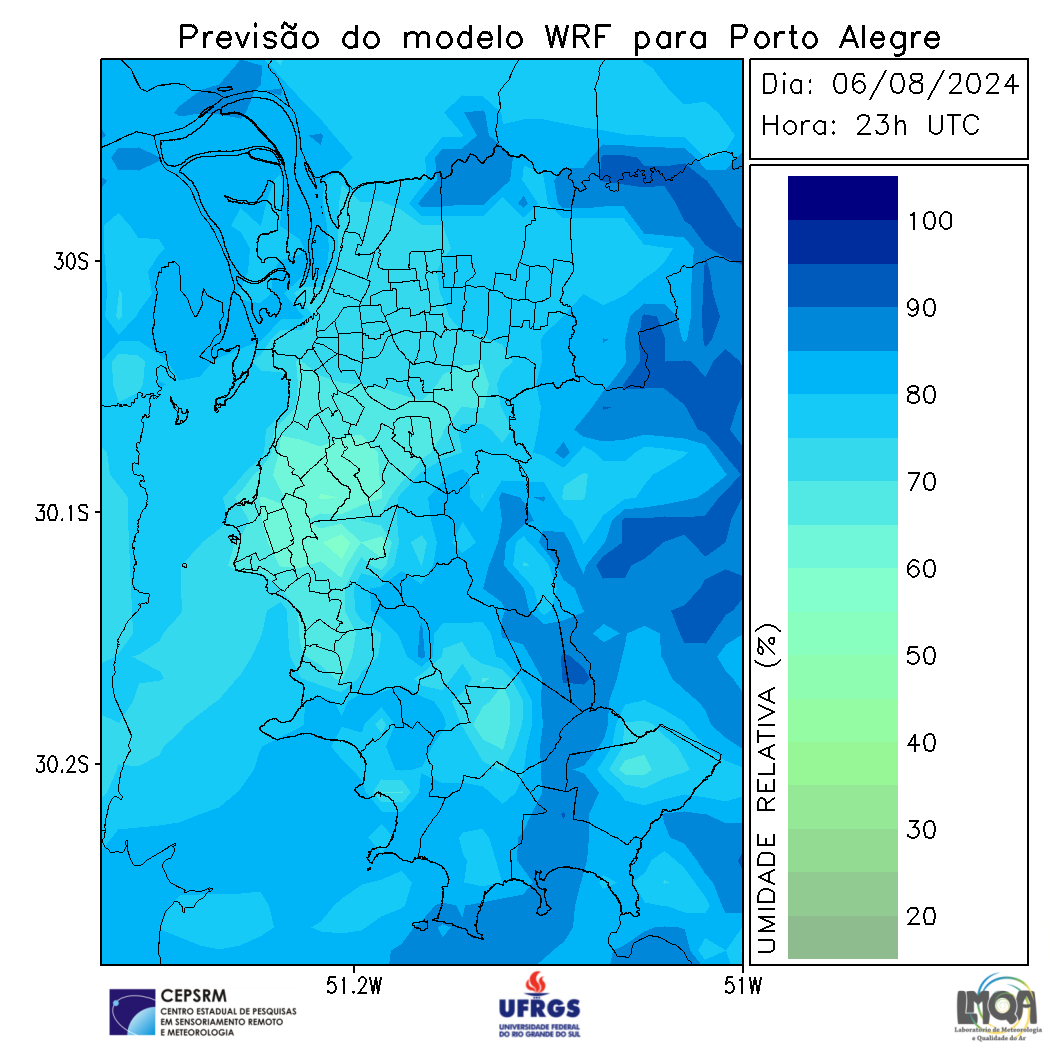 Previsão do modelo WRF para Porto Alegre
Dia: 06/08/2024
Hora: 23h UTC
100
90
80
70
60
50
40
30
20
UMIDADE RELATIVA (%)
30S
30.1S
30.2S
51.2W
51W
CEPSRM
CENTRO ESTADUAL DE PESQUISAS
EM SENSORIAMENTO REMOTO
E METEOROLOGIA
UFRGS
UNIVERSIDADE FEDERAL
DO RIO GRANDE DO SUL
LMQA
Laboratório de Meteorologia
e Qualidade do Ar